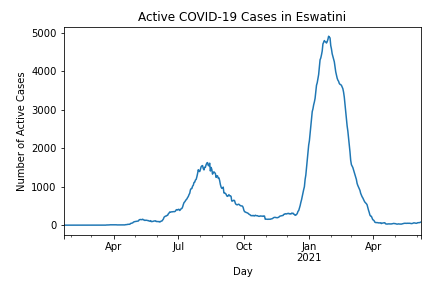 Active COVID-19 Cases in Eswatini
Number of Active Cases
5000
4000
3000
2000
1000
0
Apr
Jul
Oct
Jan
2021
Apr
Day